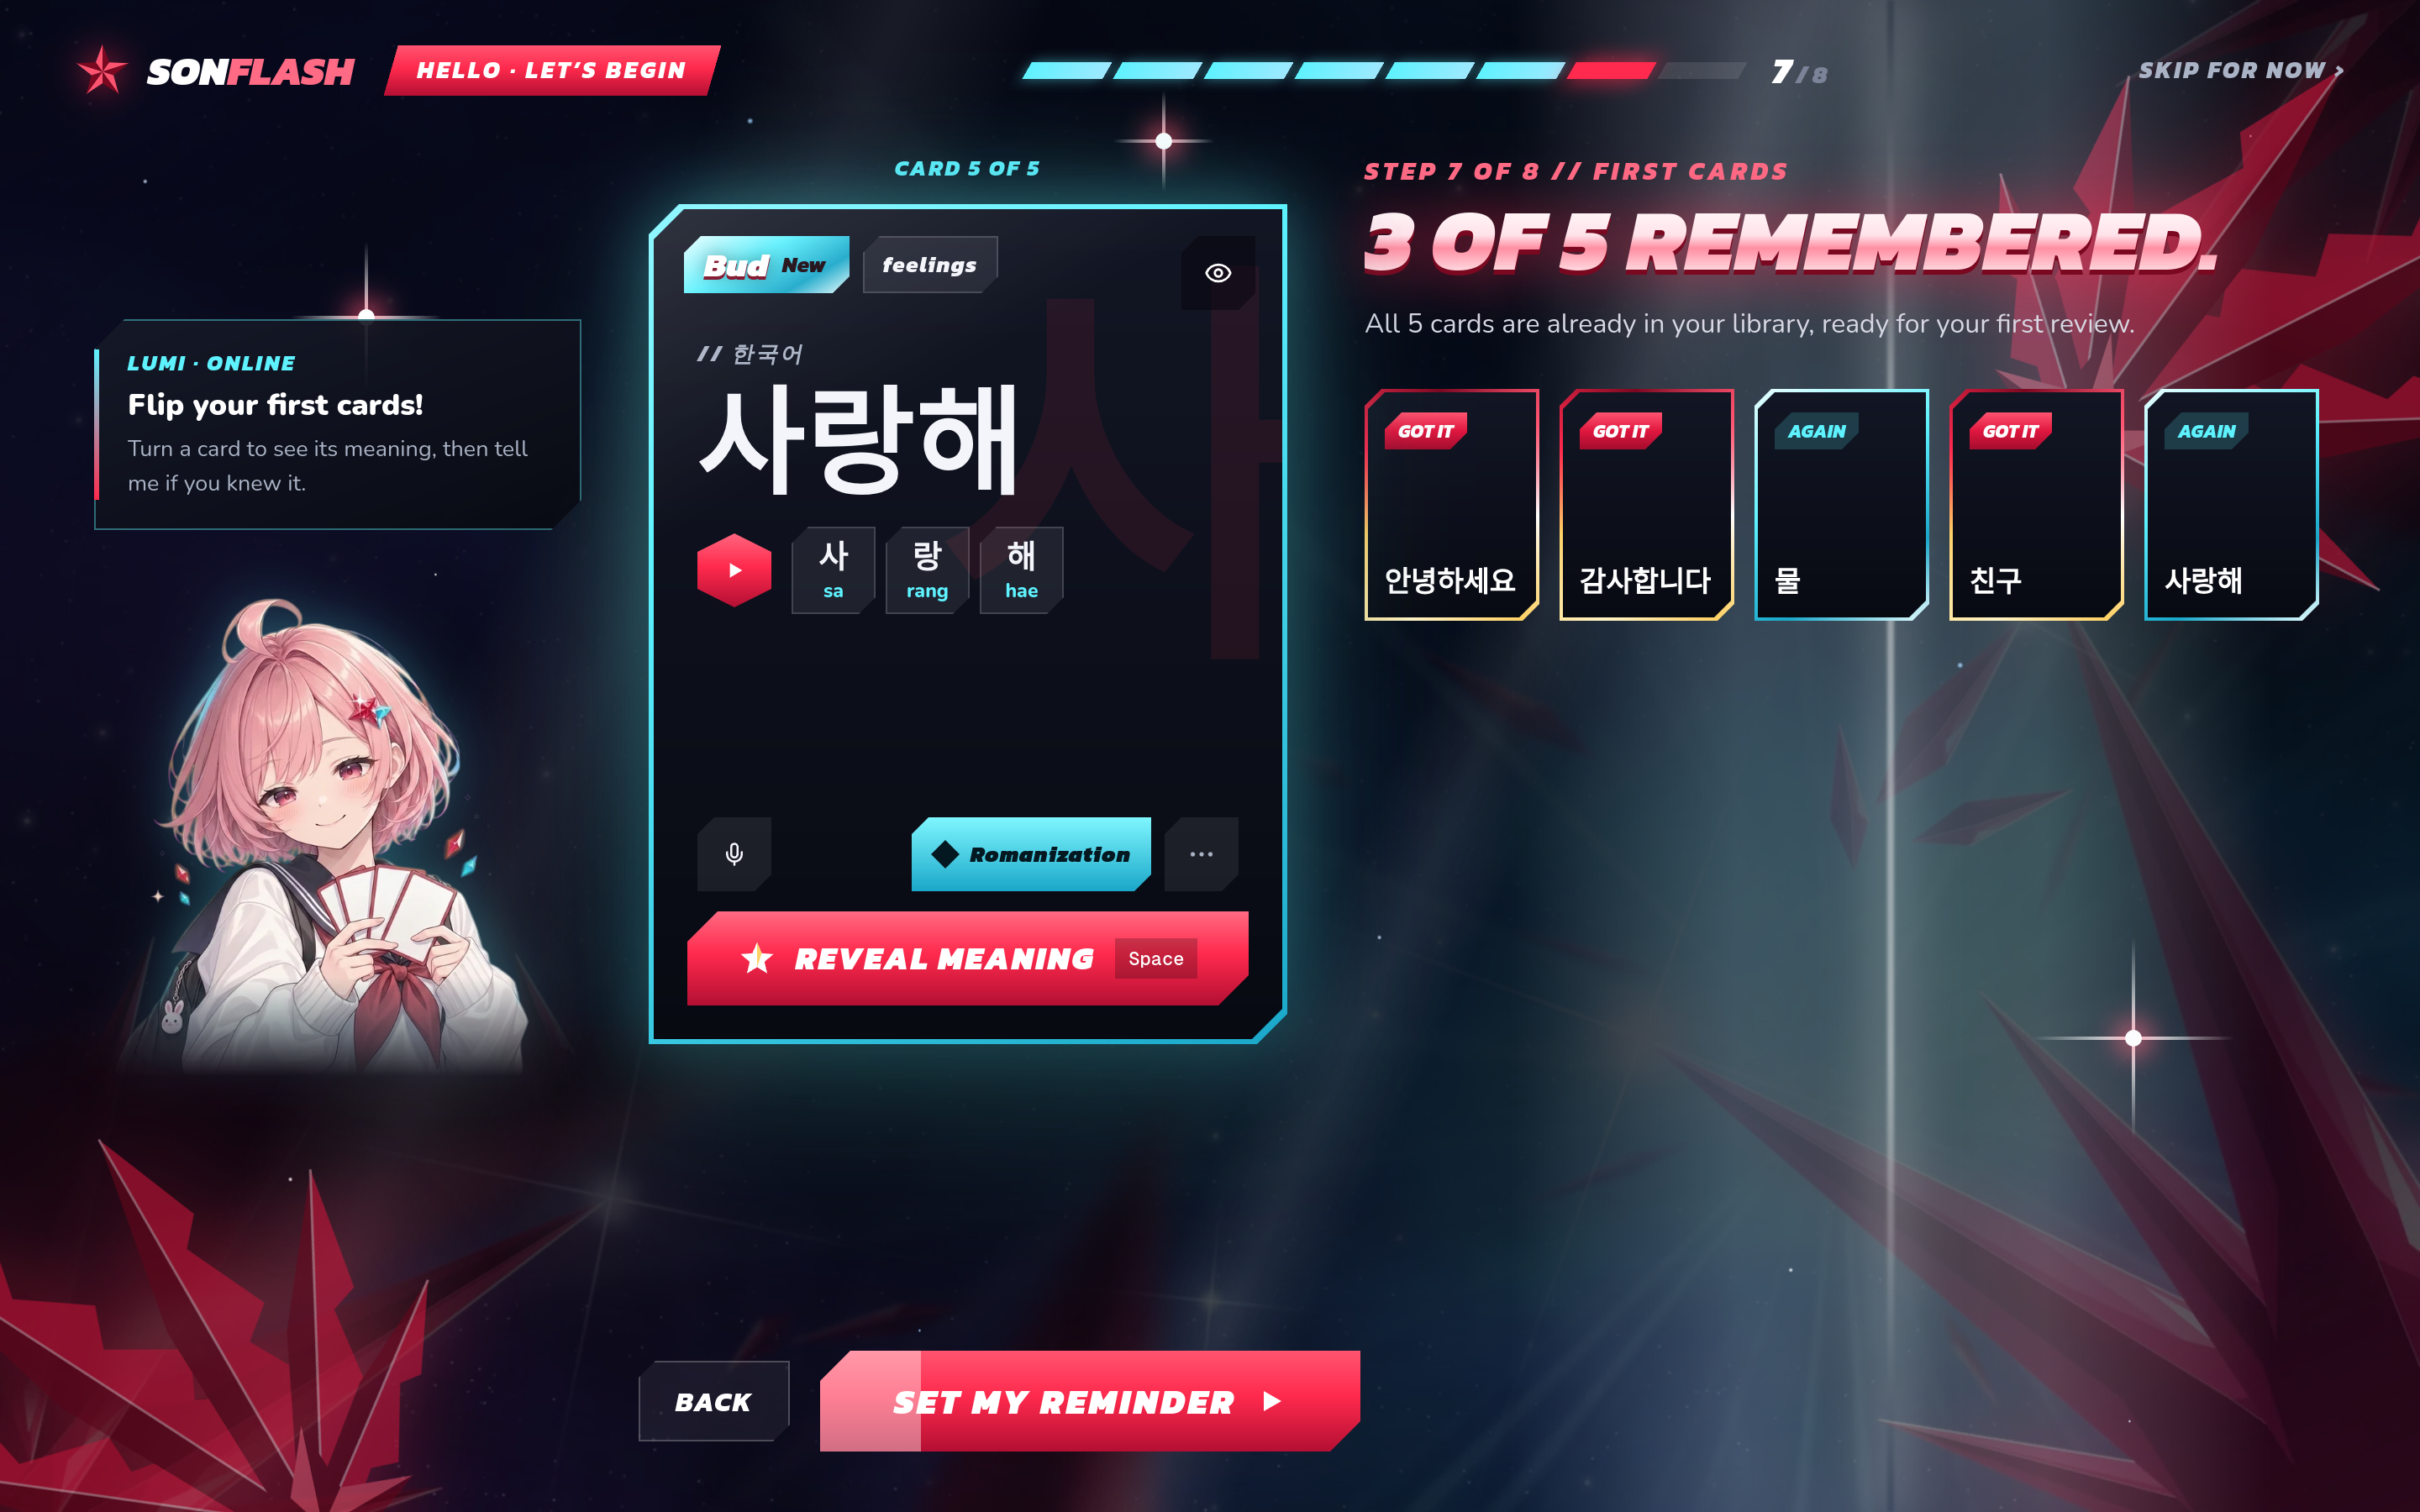 SONFLASH
HELLO · LET'S BEGIN
7 / 8
SKIP FOR NOW >
LUMI · ONLINE
Flip your first cards!
Turn a card to see its meaning, then tell
me if you knew it.
CARD 5 OF 5
Bud New
feelings
// 한국어
사랑해
사
사 랑 해
sa rang hae
Romanization
REVEAL MEANING Space
STEP 7 OF 8 // FIRST CARDS
3 OF 5 REMEMBERED.
All 5 cards are already in your library, ready for your first review.
GOT IT
안녕하세요
GOT IT
감사합니다
AGAIN
물
GOT IT
친구
AGAIN
사랑해
BACK
SET MY REMINDER